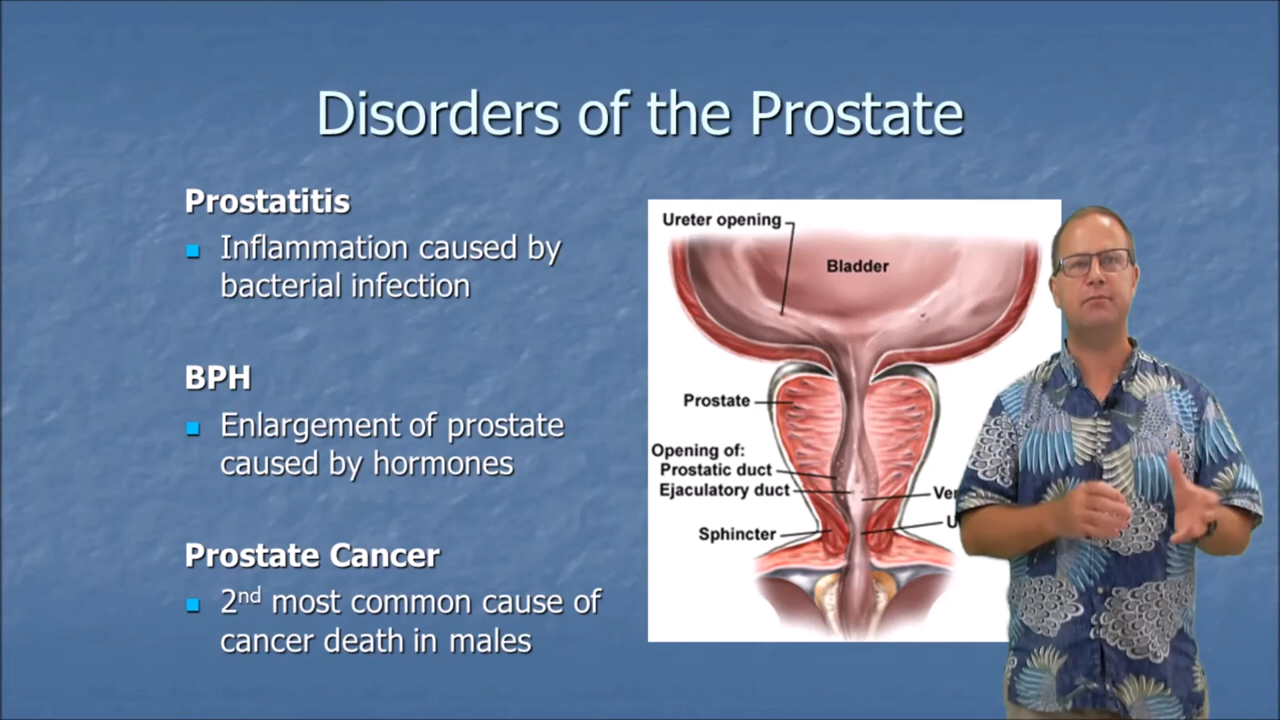 Disorders of the Prostate
Prostatitis
Inflammation caused by
bacterial infection
BPH
Enlargement of prostate
caused by hormones
Prostate Cancer
2nd most common cause of
cancer death in males
Ureter opening
Bladder
Prostate
Opening of:
Prostatic duct
Ejaculatory duct
Sphincter